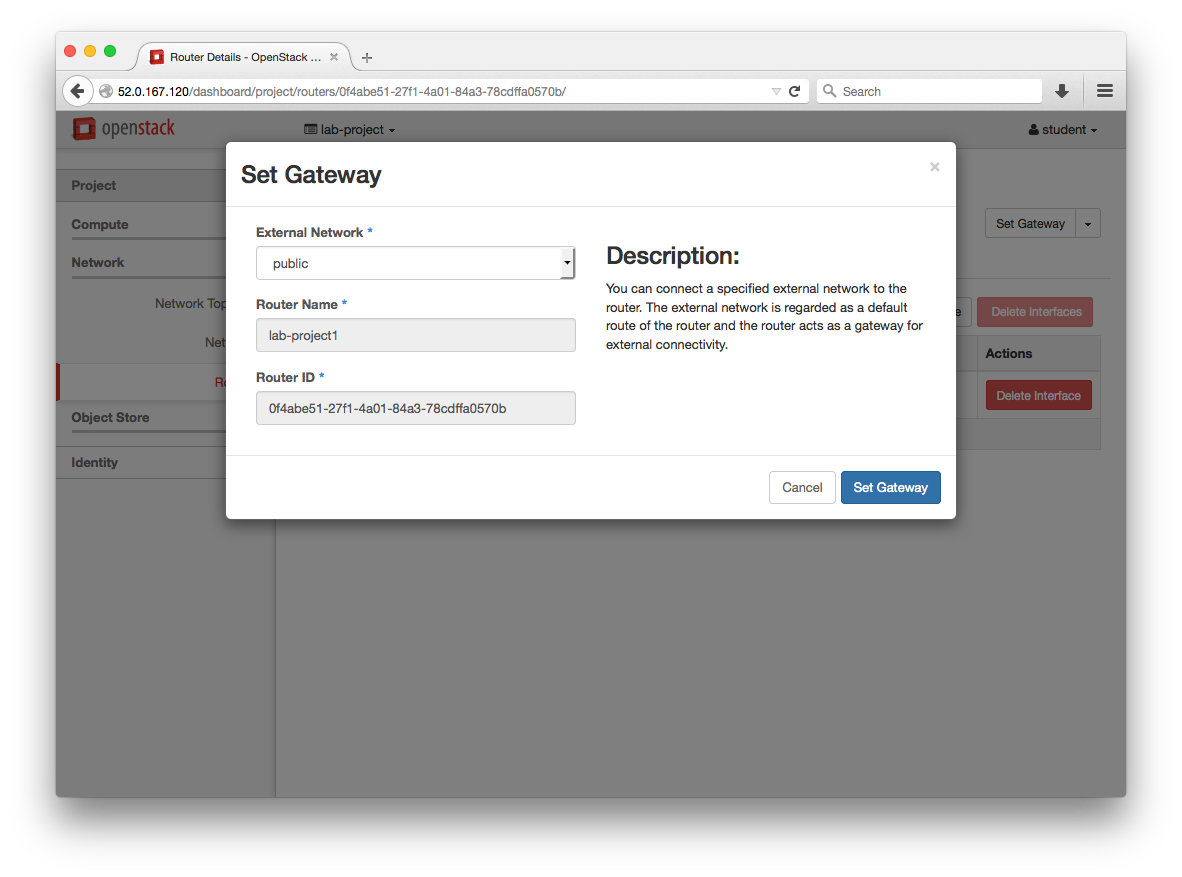 Router Details - OpenStack ...
52.0.167.120/dashboard/project/routers/0f4abe51-27f1-4a01-84a3-78cdffa0570b/
Search
openstack
lab-project
student
Project
Compute
Network
Network Top
Net
Object Store
Identity
Set Gateway
Delete Interfaces
Actions
Delete Interface
Set Gateway
×
External Network *
public
Router Name *
lab-project1
Router ID *
0f4abe51-27f1-4a01-84a3-78cdffa0570b
Description:
You can connect a specified external network to the
router. The external network is regarded as a default
route of the router and the router acts as a gateway for
external connectivity.
Cancel
Set Gateway